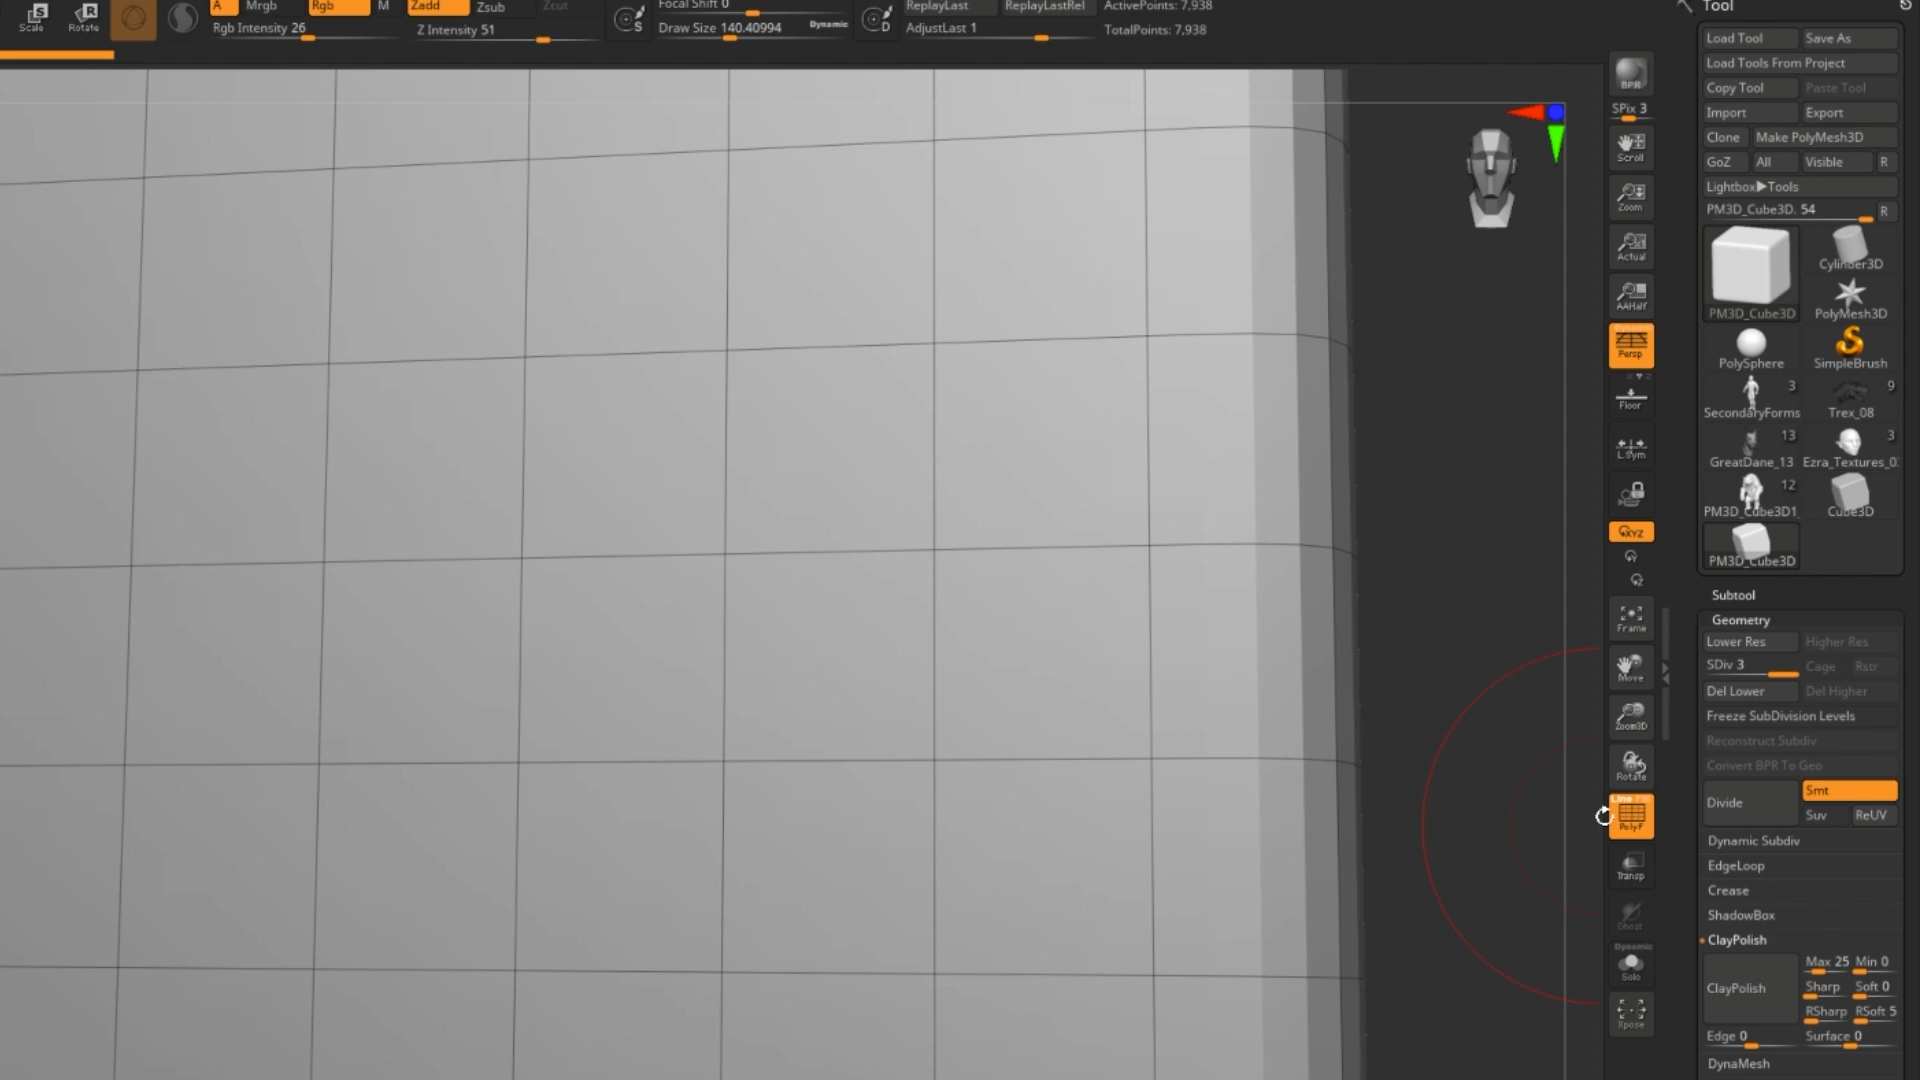 Scale
Rotate
A
Mrgb
Rgb
M
Zadd
Zsub
Zcut
Rgb Intensity 26
Z Intensity 51
S
Focal Shift 0
Draw Size 140.40994
Dynamic
D
ReplayLast
ReplayLastRel
AdjustLast 1
ActivePoints: 7,938
TotalPoints: 7,938
BPR
SPix 3
Scroll
Zoom
Actual
AAHalf
Dynamic
Persp
Floor
L.Sym
XYZ
Frame
Move
Zoom3D
Rotate
Line Fill
PolyF
Transp
Ghost
Dynamic
Solo
Xpose
Tool
Load Tool
Save As
Load Tools From Project
Copy Tool
Paste Tool
Import
Export
Clone
Make PolyMesh3D
GoZ
All
Visible
R
Lightbox▶Tools
PM3D_Cube3D. 54
R
PM3D_Cube3D
Cylinder3D
PolyMesh3D
PolySphere
SimpleBrush
3
9
SecondaryForms
Trex_08
13
3
GreatDane_13
Ezra_Textures_0
12
PM3D_Cube3D1_
Cube3D
PM3D_Cube3D
Subtool
Geometry
Lower Res
Higher Res
SDiv 3
Cage
Rstr
Del Lower
Del Higher
Freeze SubDivision Levels
Reconstruct Subdiv
Convert BPR To Geo
Divide
Smt
Suv
ReUV
Dynamic Subdiv
EdgeLoop
Crease
ShadowBox
ClayPolish
ClayPolish
Max 25
Min 0
Sharp
Soft 0
RSharp
RSoft 5
Edge 0
Surface 0
DynaMesh